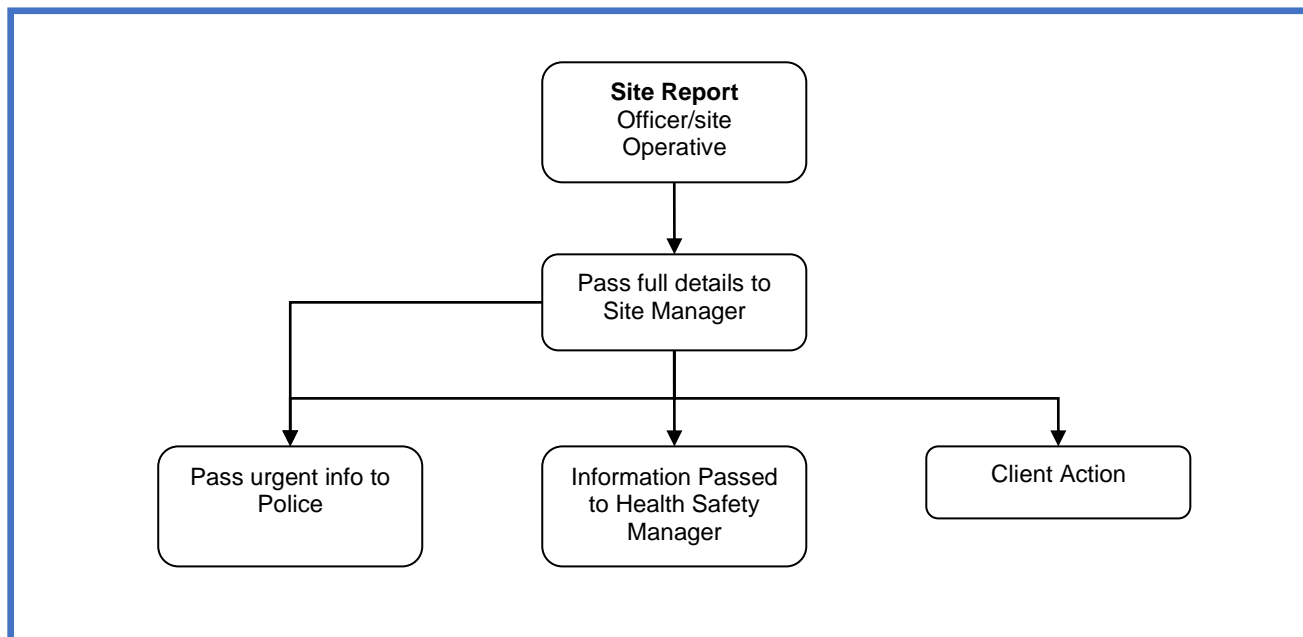 Site Report
Officer/site
Operative
Pass full details to
Site Manager
Pass urgent info to
Police
Information Passed
to Health Safety
Manager
Client Action